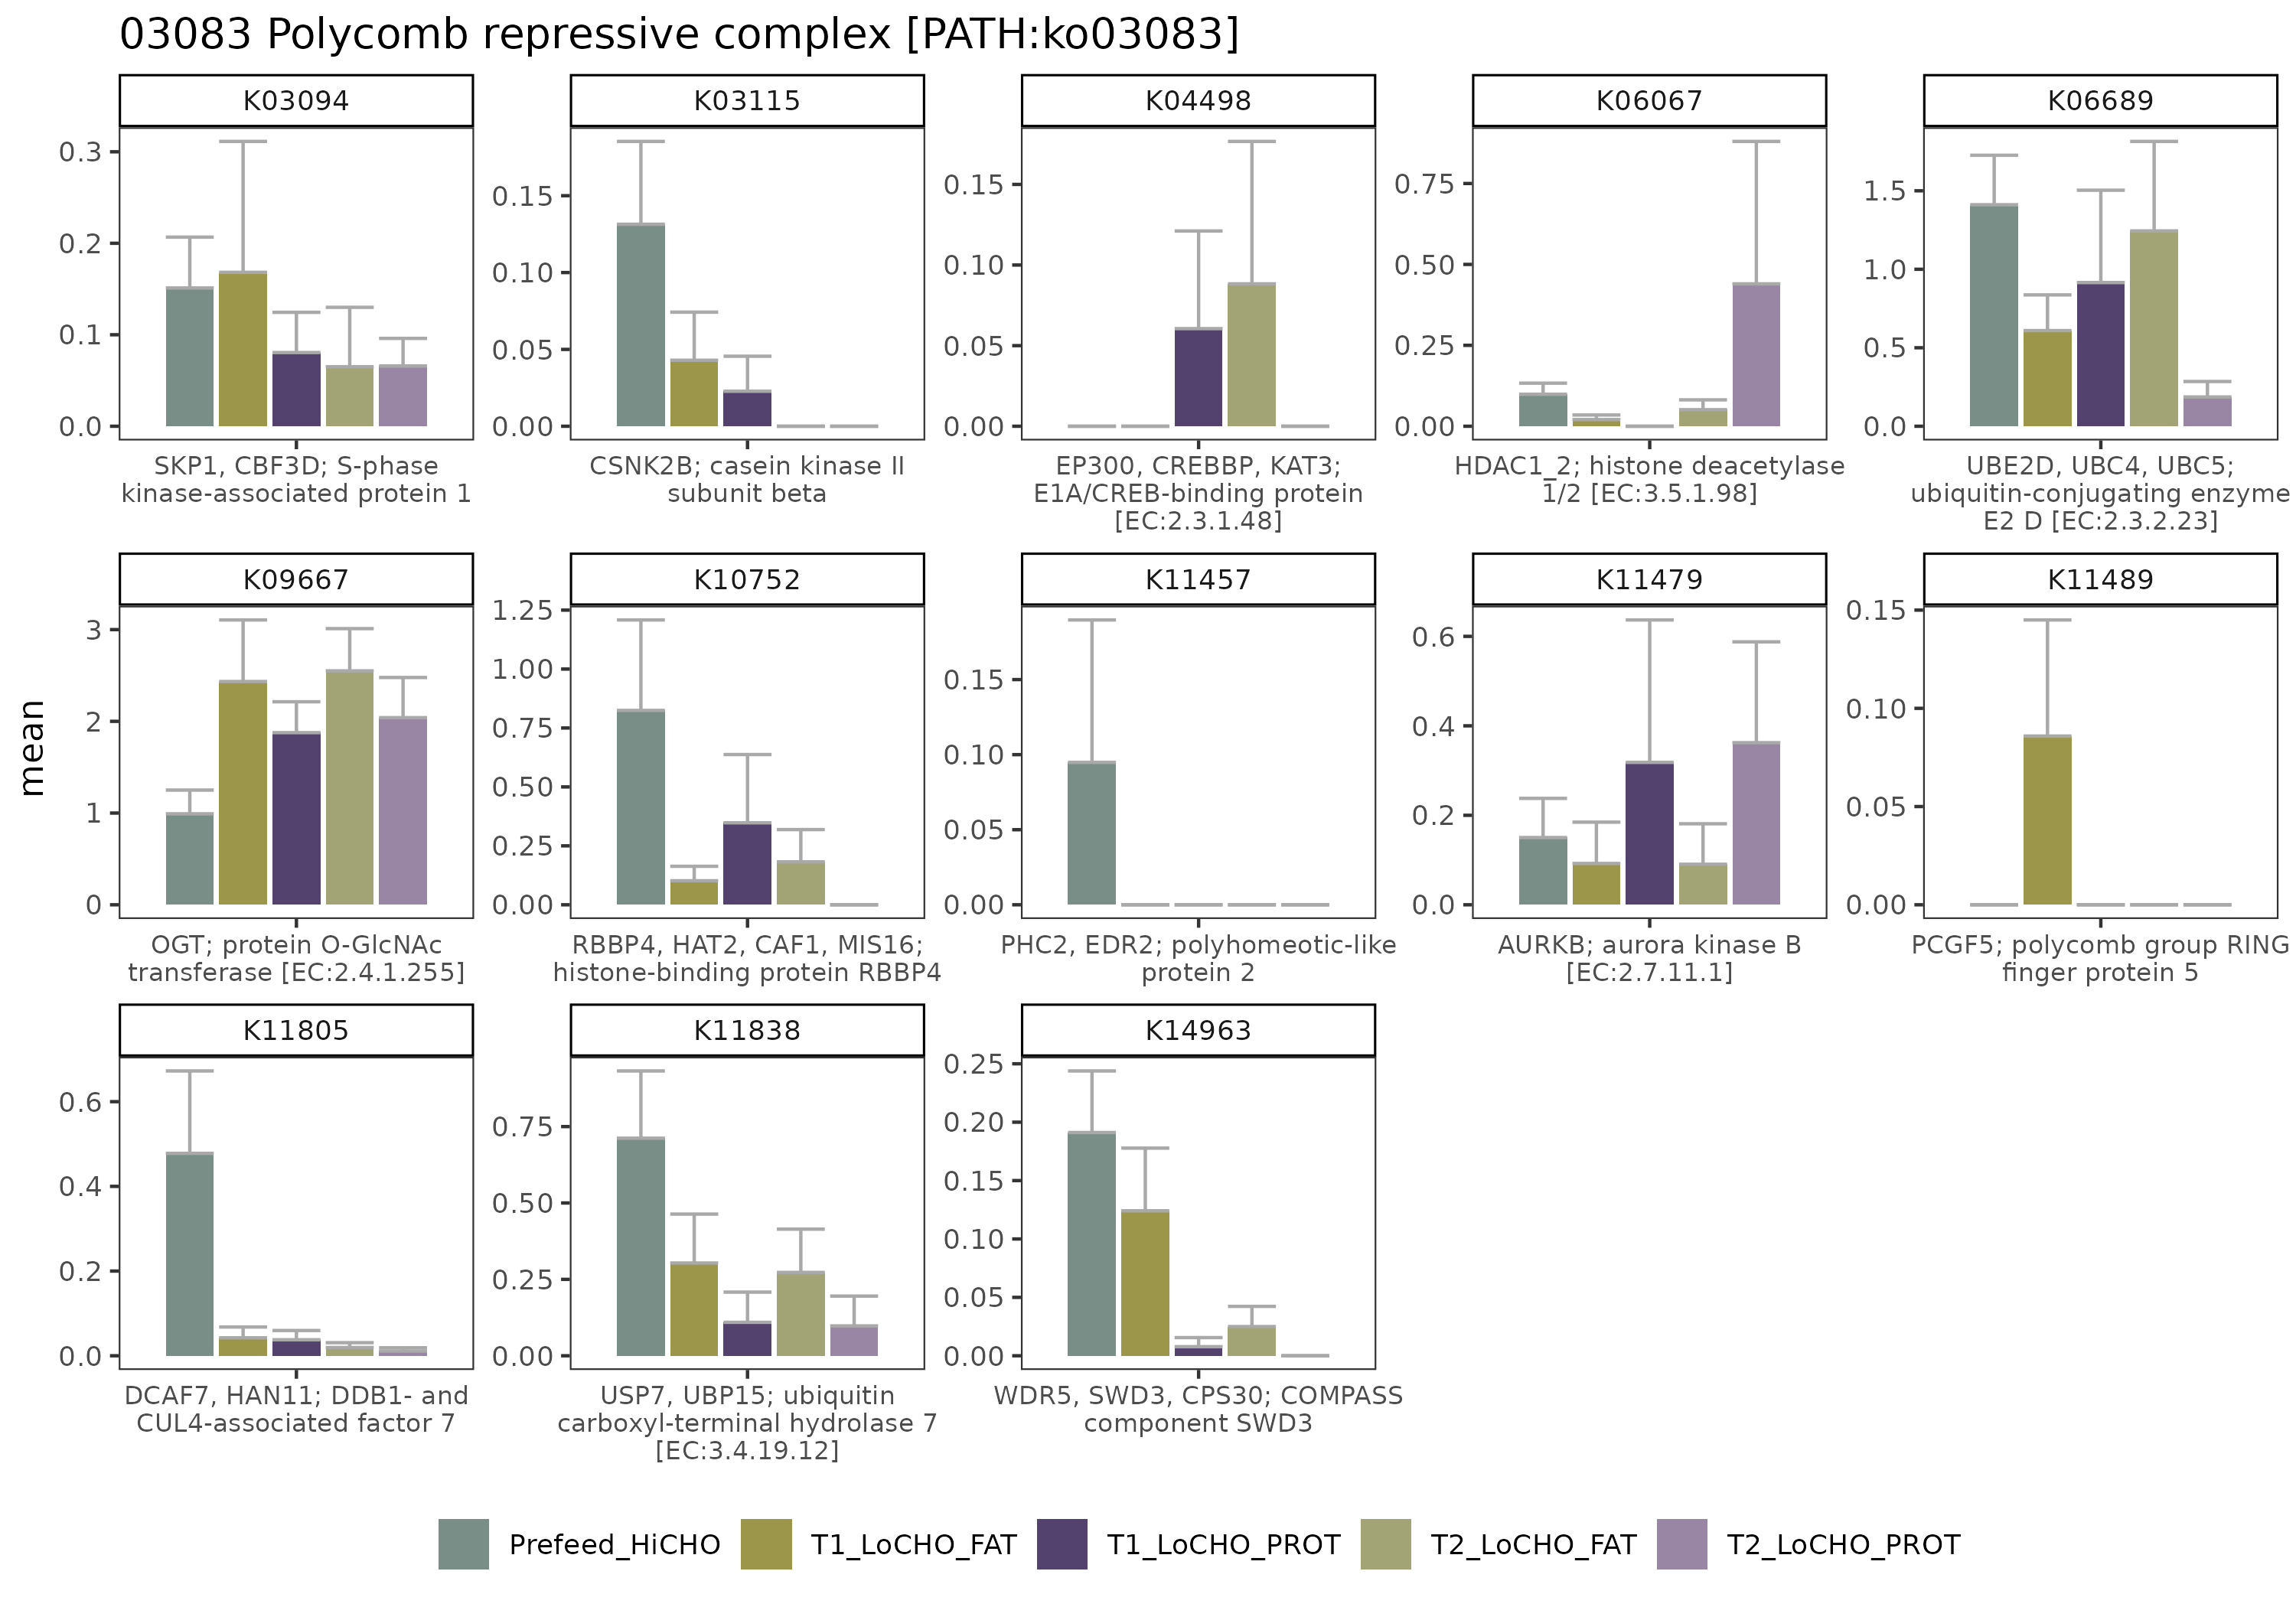 03083 Polycomb repressive complex [PATH:ko03083]
K03094
K03115
K04498
K06067
K06689
0.3
0.2
0.1
0.0
0.15
0.10
0.05
0.00
0.15
0.10
0.05
0.00
0.75
0.50
0.25
0.00
1.5
1.0
0.5
0.0
SKP1, CBF3D; S-phase
kinase-associated protein 1
CSNK2B; casein kinase II
subunit beta
EP300, CREBBP, KAT3;
E1A/CREB-binding protein
[EC:2.3.1.48]
HDAC1_2; histone deacetylase
1/2 [EC:3.5.1.98]
UBE2D, UBC4, UBC5;
ubiquitin-conjugating enzyme
E2 D [EC:2.3.2.23]
mean
K09667
K10752
K11457
K11479
K11489
3
2
1
0
1.25
1.00
0.75
0.50
0.25
0.00
0.15
0.10
0.05
0.00
0.6
0.4
0.2
0.0
0.15
0.10
0.05
0.00
OGT; protein O-GlcNAc
transferase [EC:2.4.1.255]
RBBP4, HAT2, CAF1, MIS16;
histone-binding protein RBBP4
PHC2, EDR2; polyhomeotic-like
protein 2
AURKB; aurora kinase B
[EC:2.7.11.1]
PCGF5; polycomb group RING
finger protein 5
K11805
K11838
K14963
0.6
0.4
0.2
0.0
0.75
0.50
0.25
0.00
0.25
0.20
0.15
0.10
0.05
0.00
DCAF7, HAN11; DDB1- and
CUL4-associated factor 7
USP7, UBP15; ubiquitin
carboxyl-terminal hydrolase 7
[EC:3.4.19.12]
WDR5, SWD3, CPS30; COMPASS
component SWD3
Prefeed_HiCHO
T1_LoCHO_FAT
T1_LoCHO_PROT
T2_LoCHO_FAT
T2_LoCHO_PROT